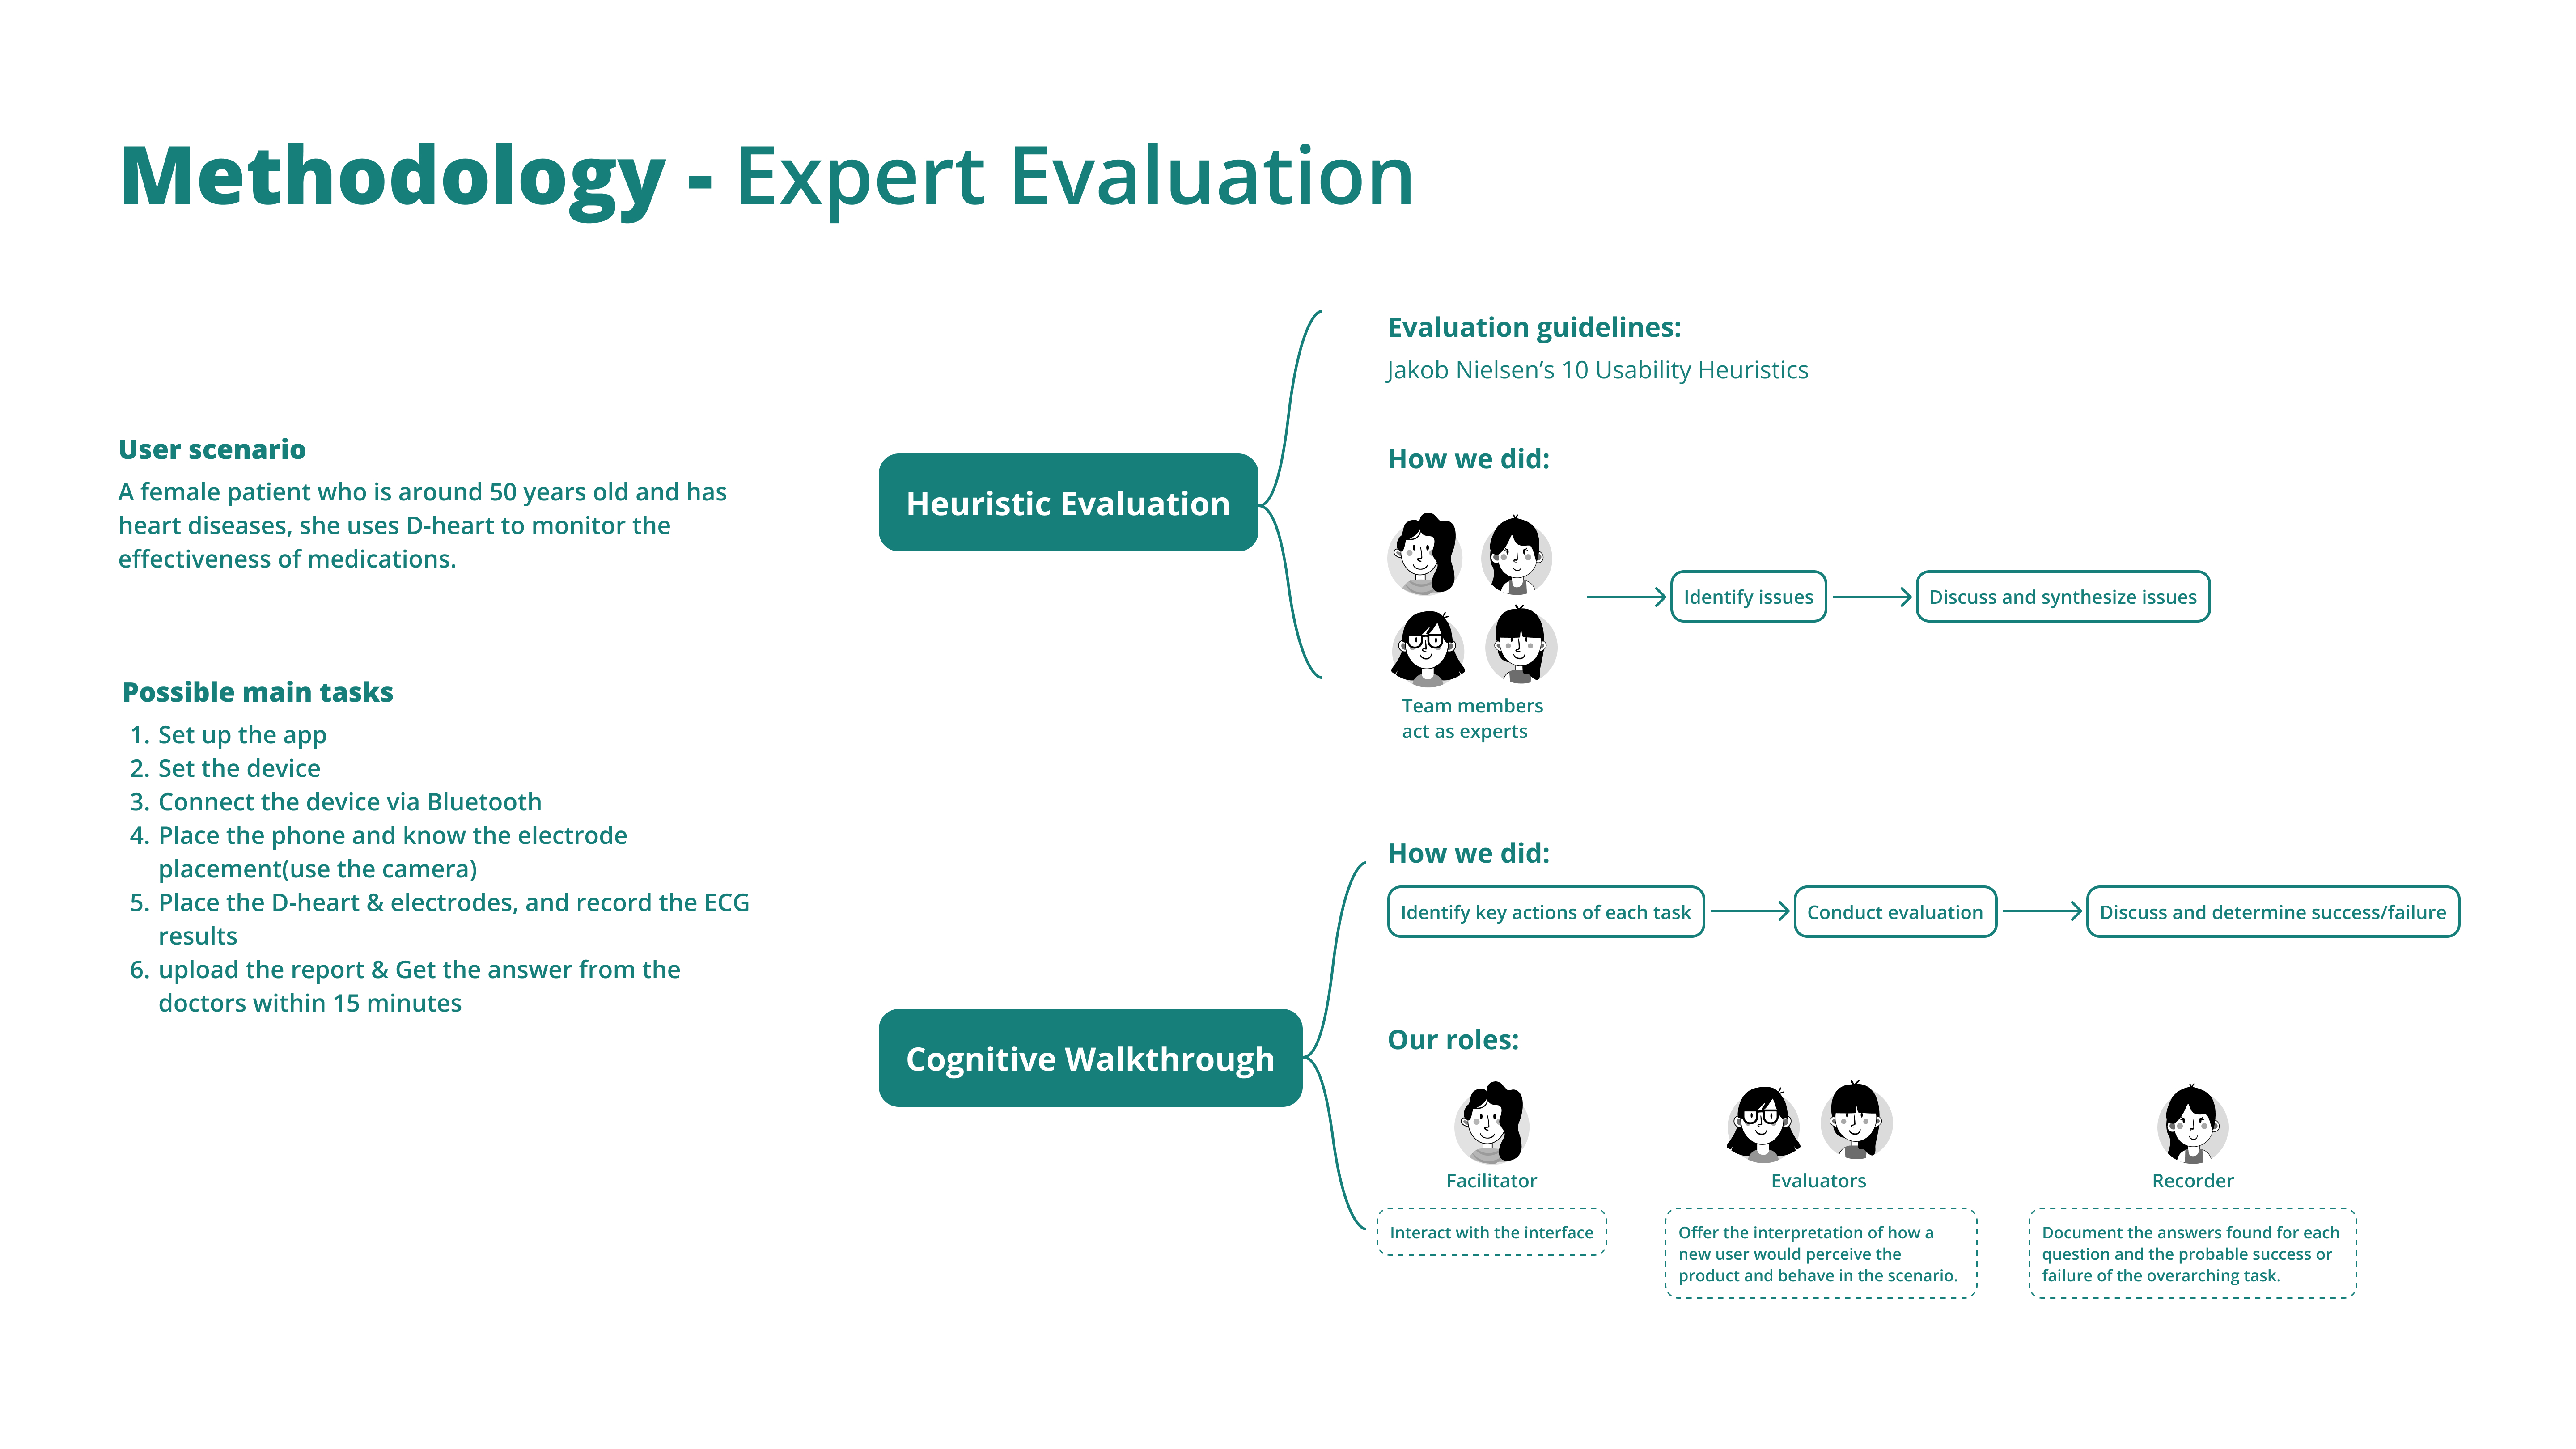 Methodology - Expert Evaluation
User scenario
A female patient who is around 50 years old and has
heart diseases, she uses D-heart to monitor the
effectiveness of medications.
Possible main tasks
1. Set up the app
2. Set the device
3. Connect the device via Bluetooth
4. Place the phone and know the electrode
placement(use the camera)
5. Place the D-heart & electrodes, and record the ECG
results
6. upload the report & Get the answer from the
doctors within 15 minutes
Heuristic Evaluation
Evaluation guidelines:
Jakob Nielsen’s 10 Usability Heuristics
How we did:
Team members
act as experts
Identify issues
Discuss and synthesize issues
Cognitive Walkthrough
How we did:
Identify key actions of each task
Conduct evaluation
Discuss and determine success/failure
Our roles:
Facilitator
Interact with the interface
Evaluators
Offer the interpretation of how a
new user would perceive the
product and behave in the scenario.
Recorder
Document the answers found for each
question and the probable success or
failure of the overarching task.